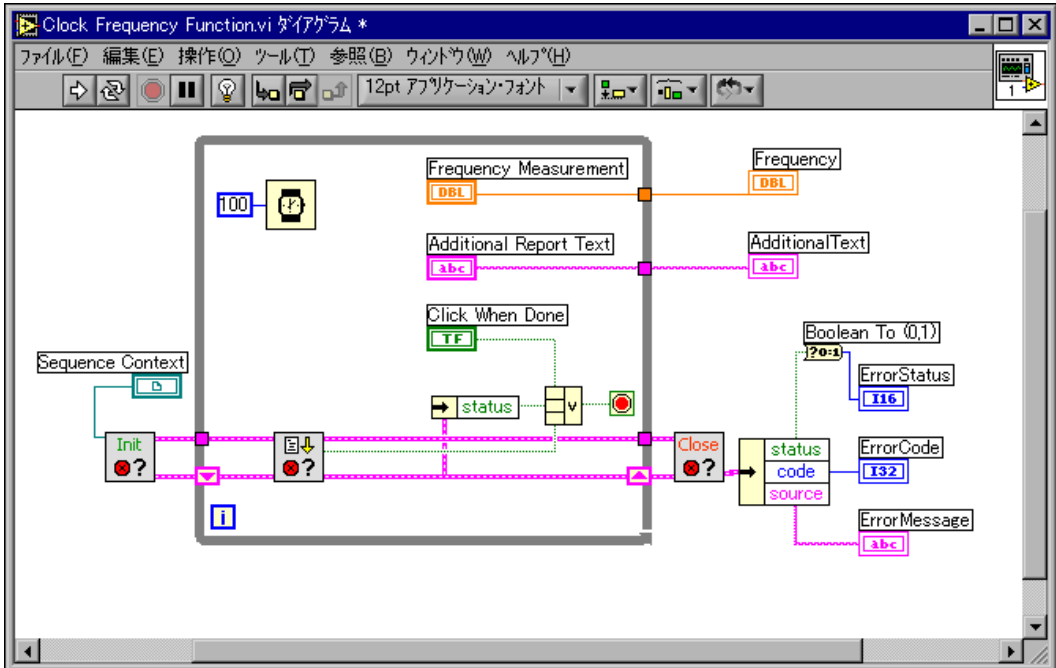 Clock Frequency Function.vi ダイアグラム *
ファイル(F) 編集(E) 操作(O) ツール(T) 参照(B) ウィンドウ(W) ヘルプ(H)
12pt アプリケーション・フォント
1
Frequency Measurement
DBL
Frequency
DBL
100
Additional Report Text
abc
AdditionalText
abc
Click When Done
TF
Boolean To (0,1)
?0:1
Sequence Context
status
v
ErrorStatus
I16
Init
?
?
Close
?
status
code
source
ErrorCode
I32
i
ErrorMessage
abc